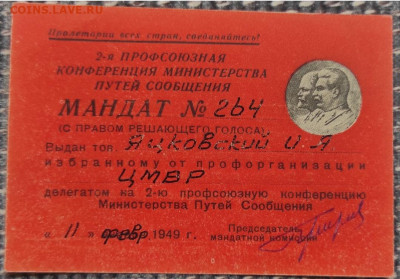 COINS.LAVE.RU
Пролетарии всех стран, соединяйтесь!
2-я ПРОФСОЮЗНАЯ
КОНФЕРЕНЦИЯ МИНИСТЕРСТВА
ПУТЕЙ СООБЩЕНИЯ
МАНДАТ № 264
(С ПРАВОМ РЕШАЮЩЕГО ГОЛОСА)
Выдан тов. Яцковский И.Я
избранному от профорганизации
ЦМВР
делегатом на 2-ю профсоюзную конференцию
Министерства Путей Сообщения
« 11 » февр 1949 г.
Председатель
мандатной комиссии